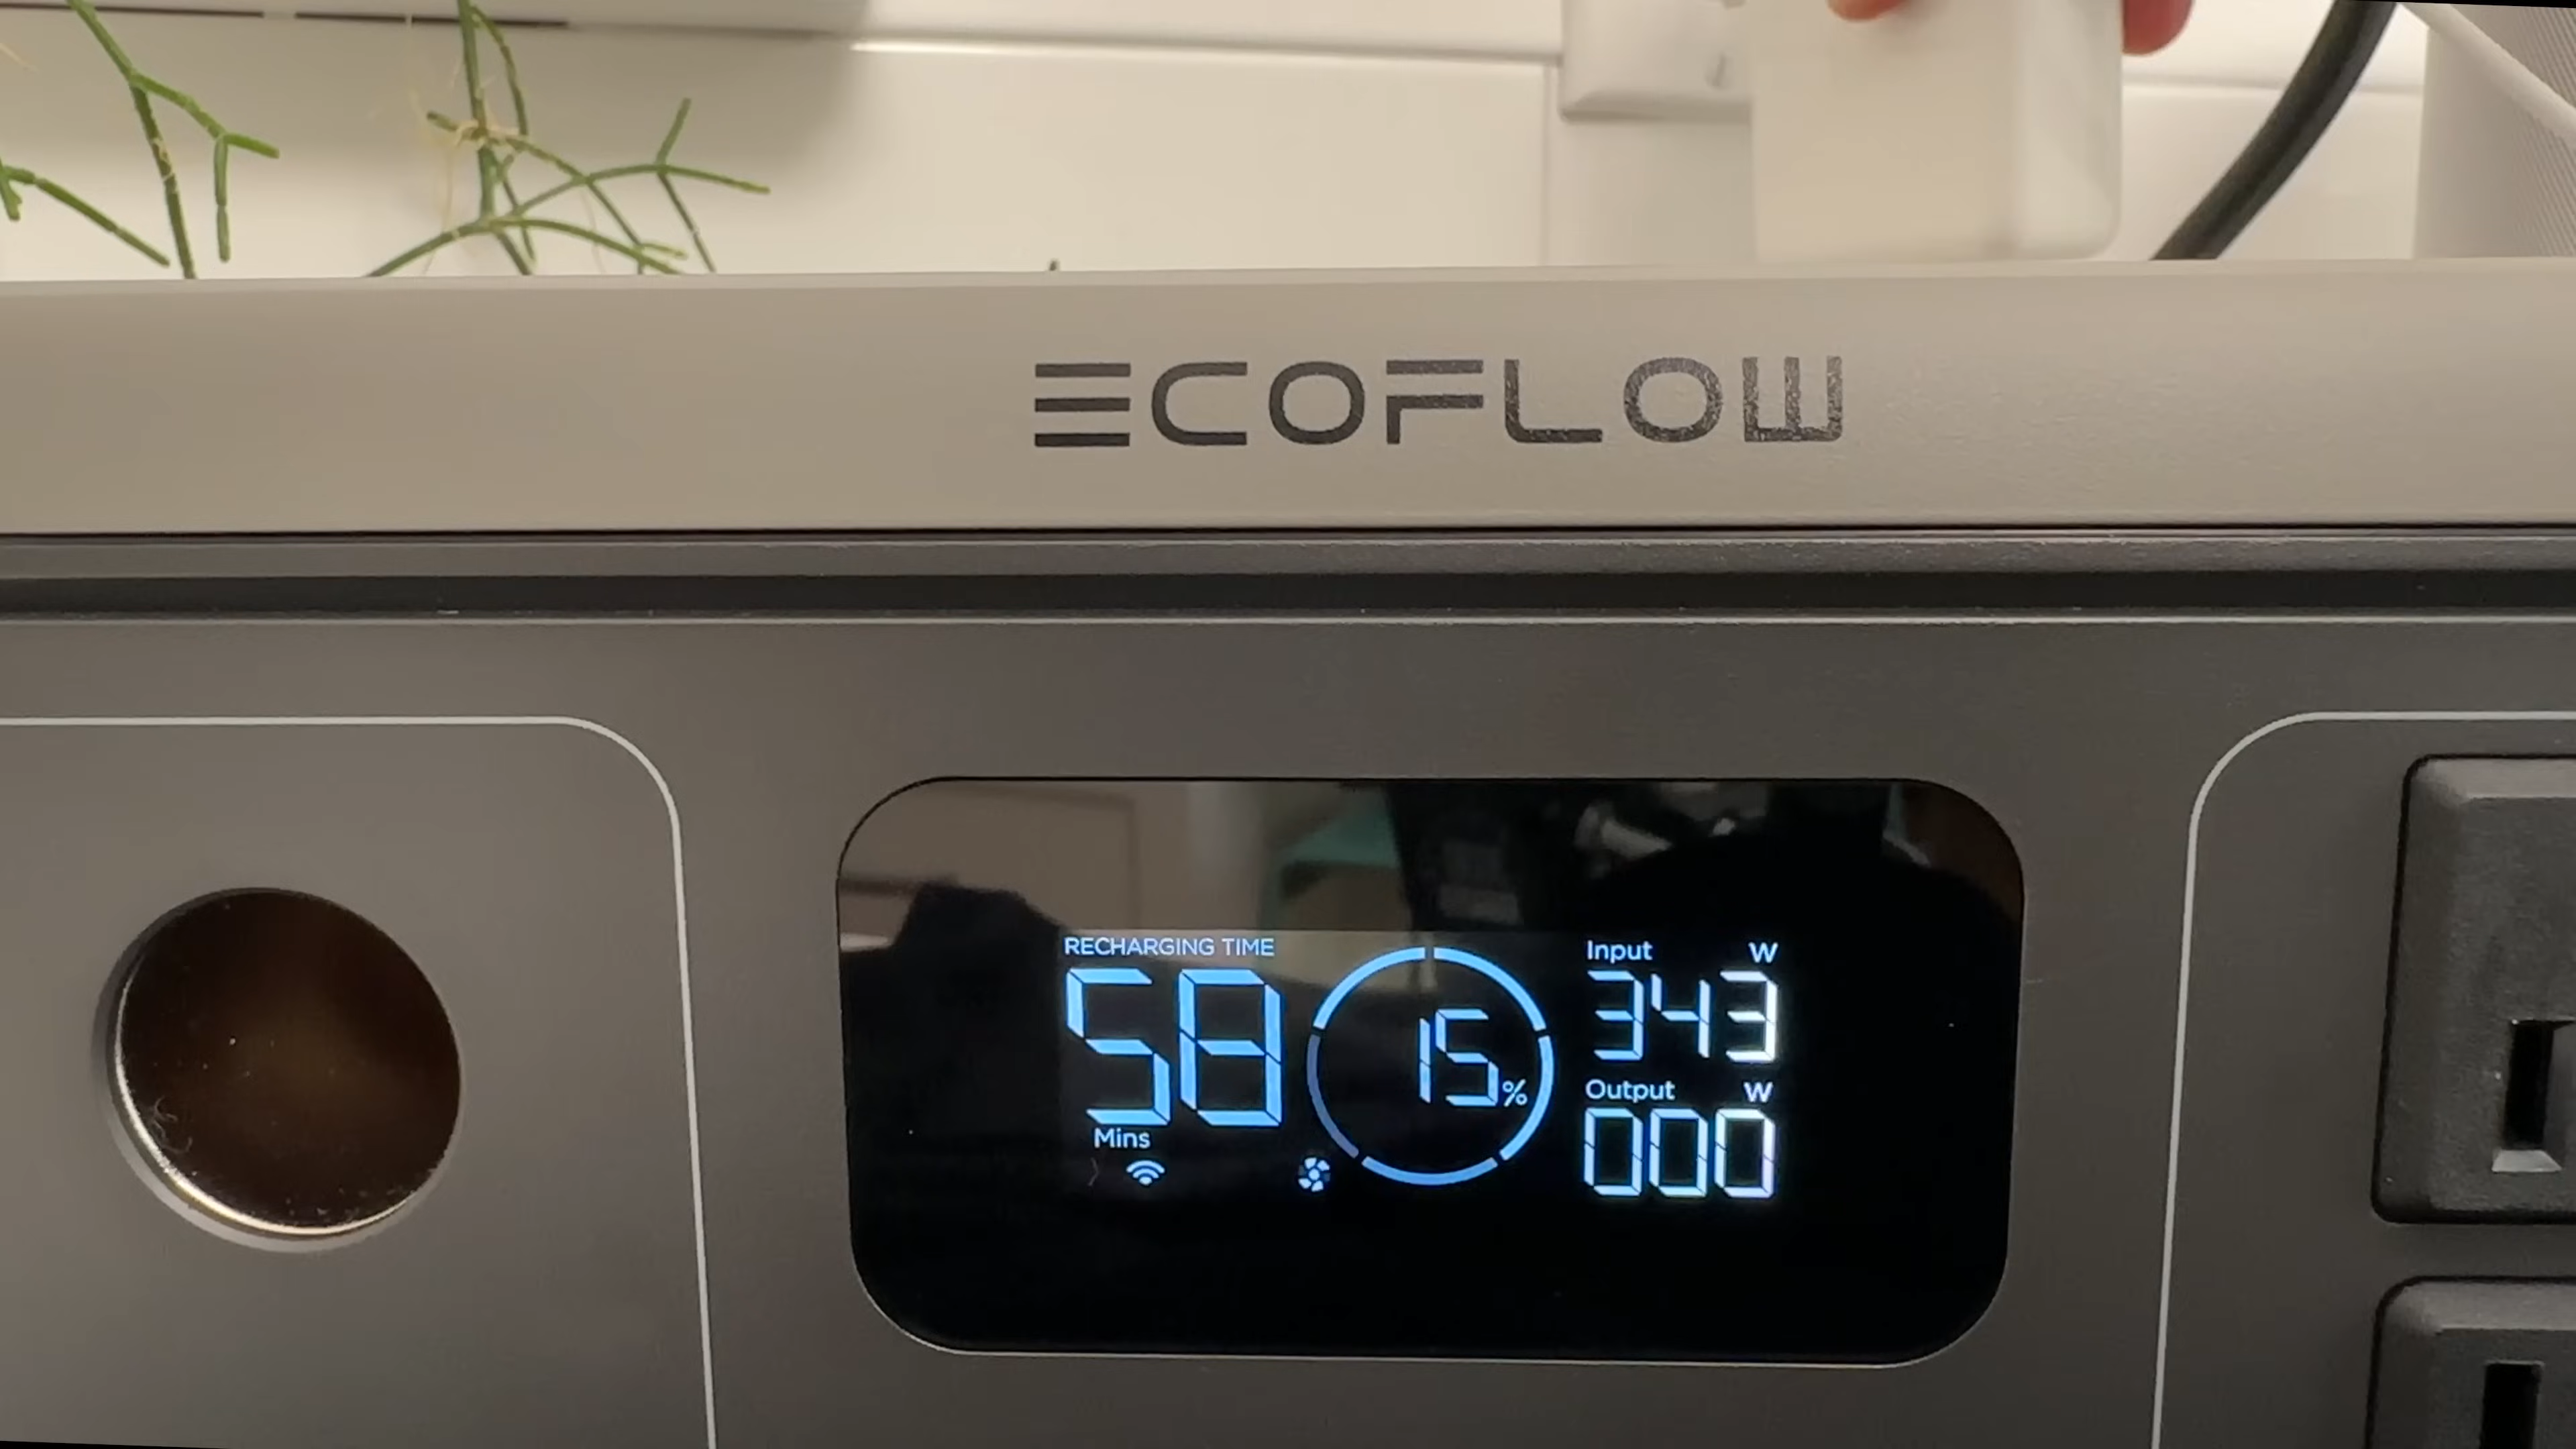 ECOFLOW
RECHARGING TIME
58
Mins
15%
Input W
343
Output W
000